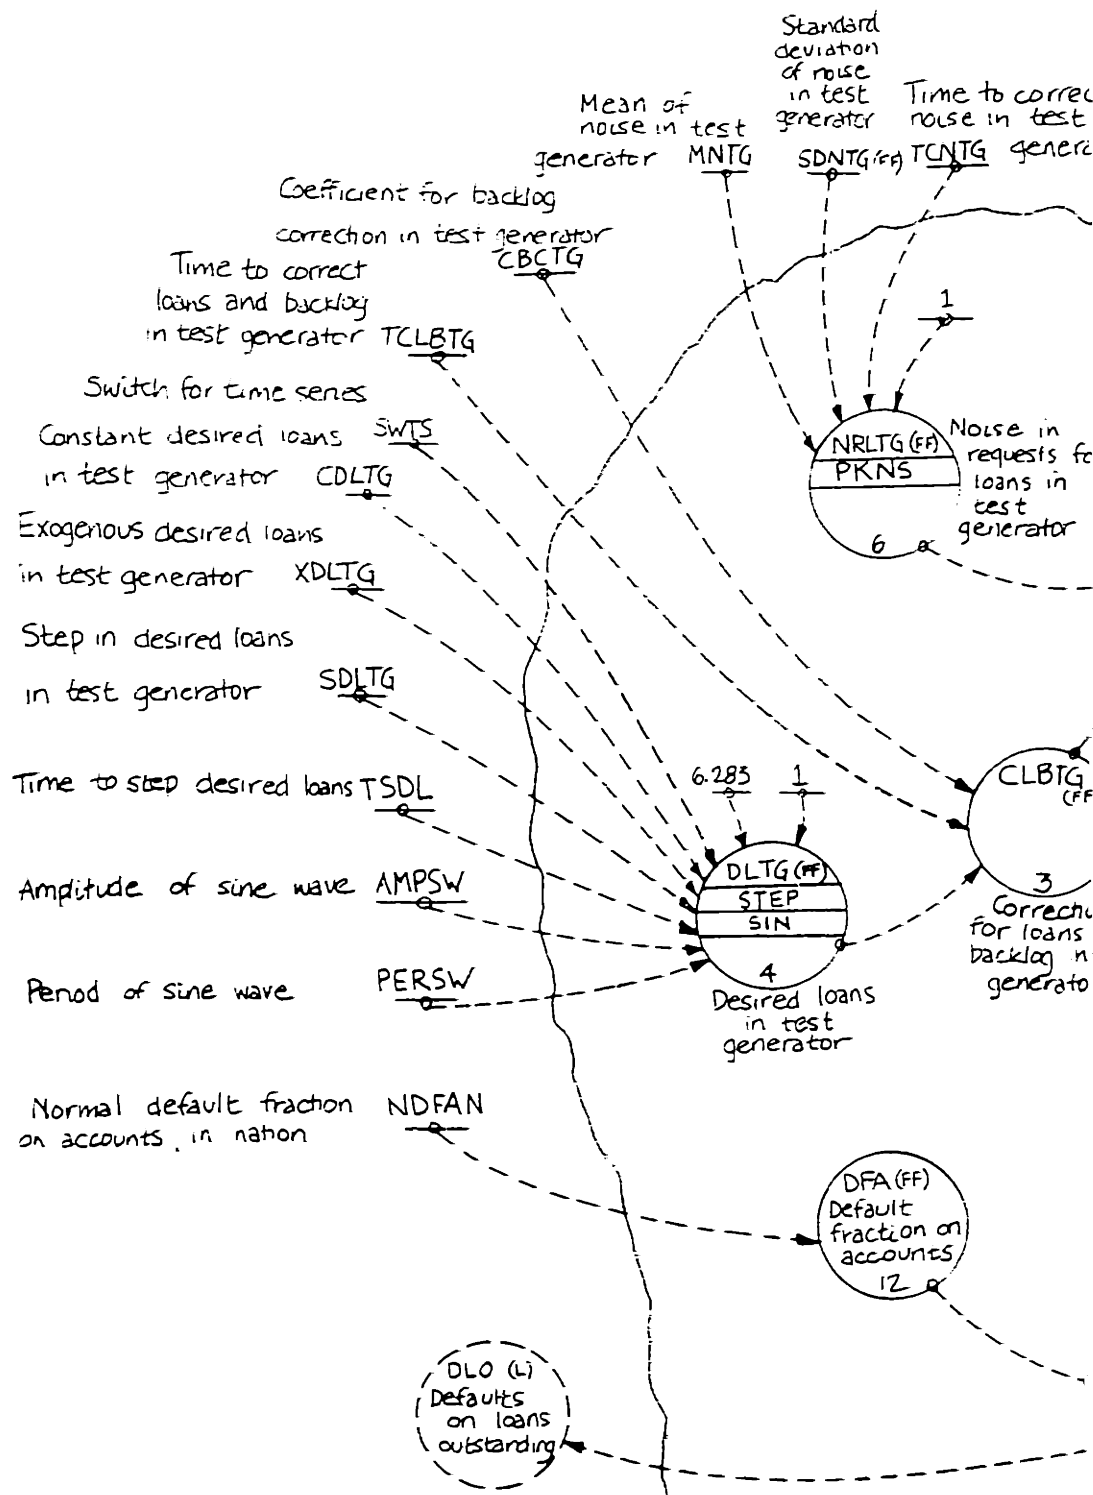 Standard
deviation
of noise
in test
generator
Time to correc
noise in test
genera
SDNTG (FF)
TCNTG
Mean of
noise in test
generator MNTG
Coefficient for backlog
correction in test generator
CBCTG
Time to correct
loans and backlog
in test generator TCLBTG
1
Switch for time series
SWTS
Constant desired loans
in test generator CDLTG
NRLTG (FF)
PKNS
6
Noise in
requests fo
loans in
test
generator
Exogenous desired loans
in test generator XDLTG
Step in desired loans
in test generator SDLTG
Time to step desired loans TSDL
6.283
1
CLBTG
(FF
3
Correcti
for loans
backlog
generato
DLTG (FF)
STEP
SIN
4
Desired loans
in test
generator
Amplitude of sine wave AMPSW
Period of sine wave PERSW
Normal default fraction NDFAN
on accounts in nation
DFA (FF)
Default
fraction on
accounts
12
DLO (L)
Defaults
on loans
outstanding